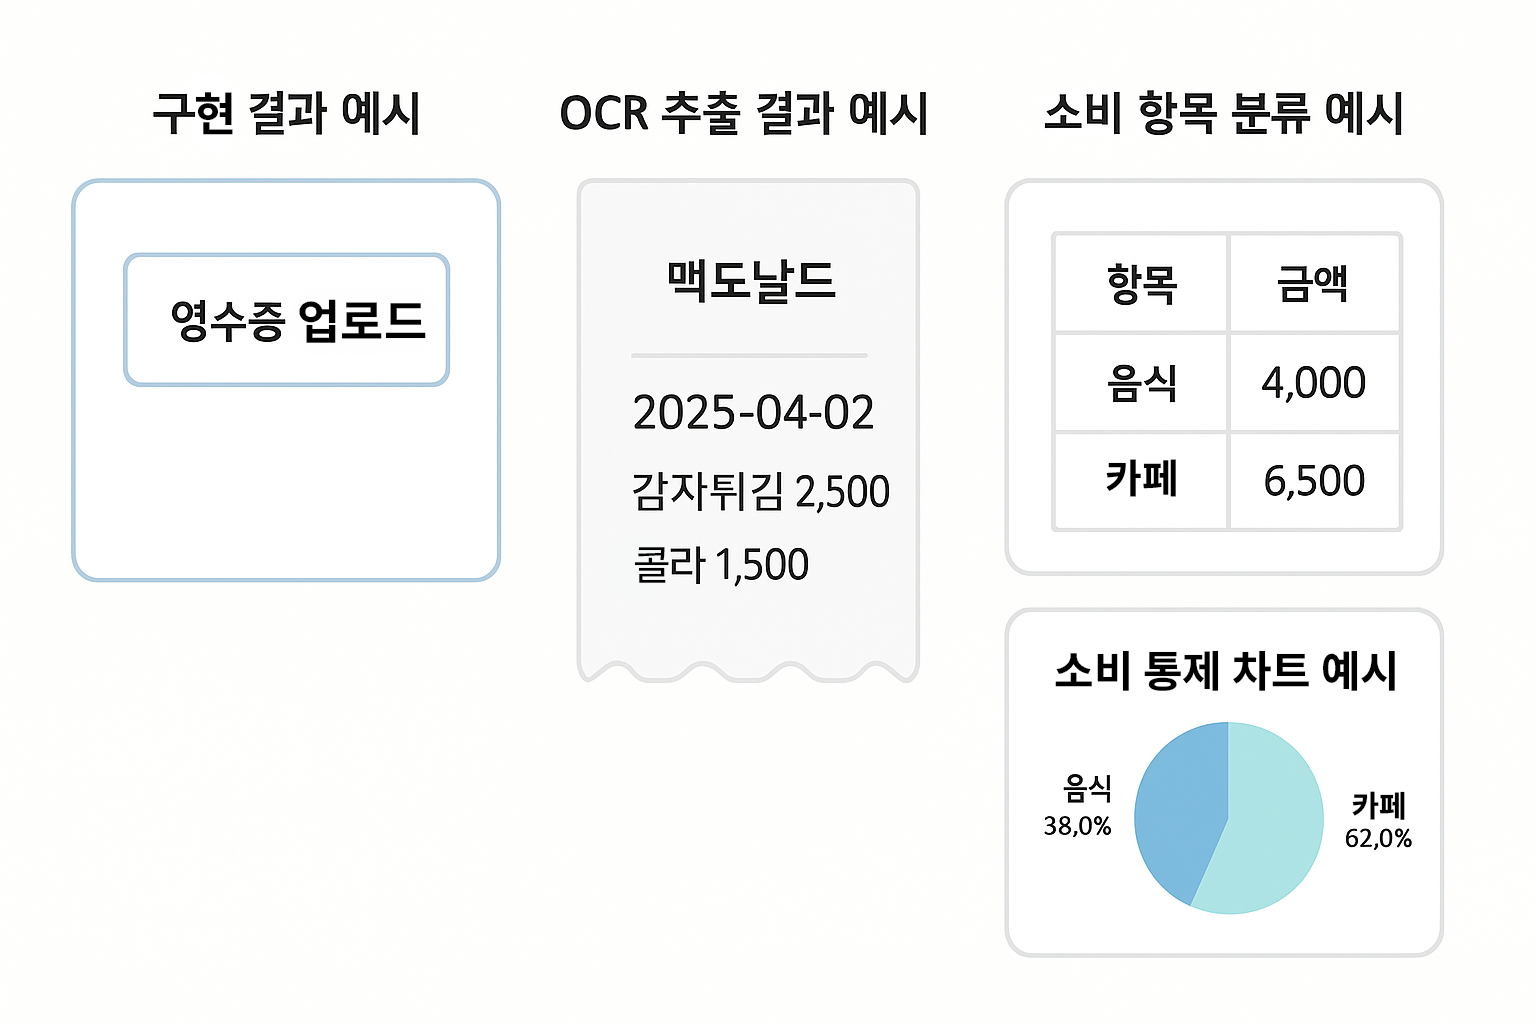 구현 결과 예시
영수증 업로드
OCR 추출 결과 예시
맥도날드
2025-04-02
감자튀김 2,500
콜라 1,500
소비 항목 분류 예시
항목 금액
음식 4,000
카페 6,500
소비 통제 차트 예시
음식
38,0%
카페
62,0%